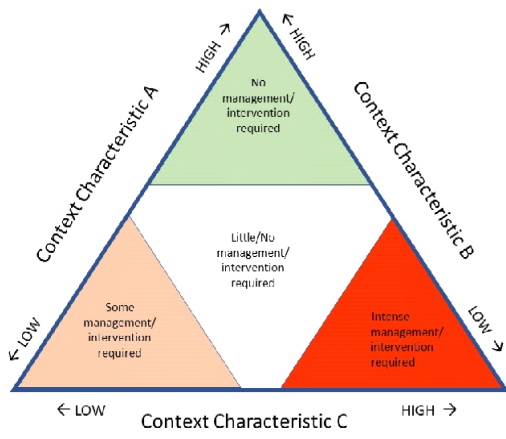 HIGH →
← HIGH
Context Characteristic A
Context Characteristic B
No
management/
intervention
required
Little/No
management/
intervention
required
Some
management/
intervention
required
Intense
management/
intervention
required
← LOW
LOW →
← LOW
HIGH →
Context Characteristic C